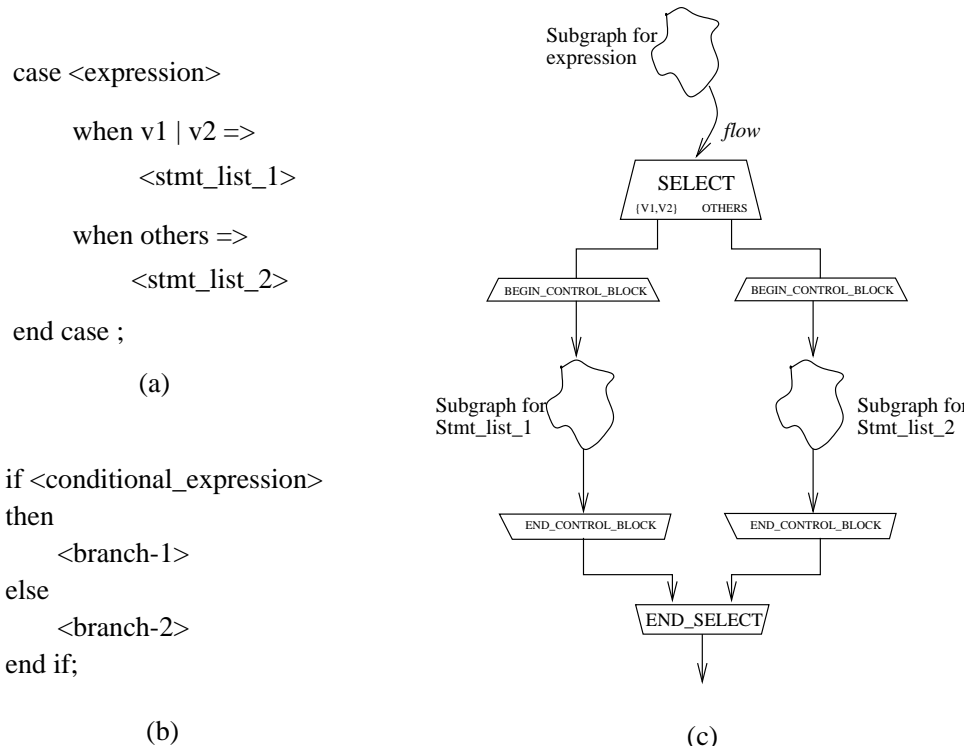 case <expression>
when v1 | v2 =>
<stmt_list_1>
when others =>
<stmt_list_2>
end case ;
(a)
if <conditional_expression>
then
<branch-1>
else
<branch-2>
end if;
(b)
Subgraph for
expression
flow
SELECT
{V1,V2} OTHERS
BEGIN_CONTROL_BLOCK BEGIN_CONTROL_BLOCK
Subgraph for
Stmt_list_1
Subgraph for
Stmt_list_2
END_CONTROL_BLOCK END_CONTROL_BLOCK
END_SELECT
(c)